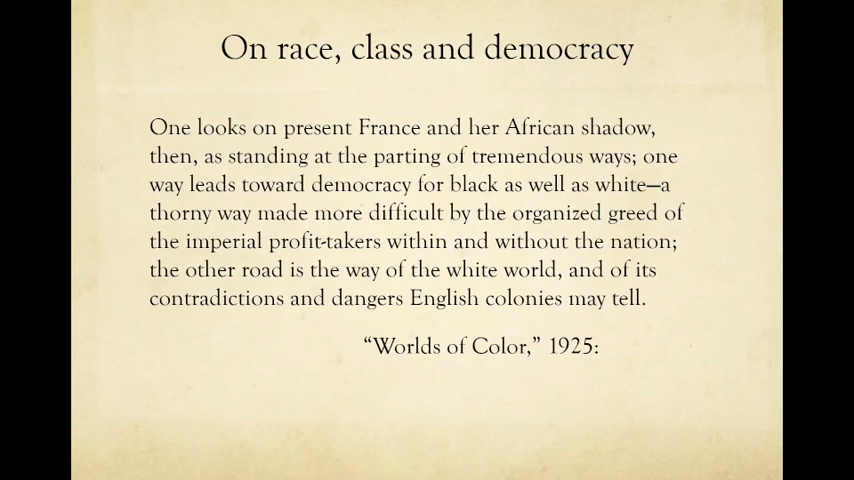 On race, class and democracy
One looks on present France and her African shadow,
then, as standing at the parting of tremendous ways; one
way leads toward democracy for black as well as white—a
thorny way made more difficult by the organized greed of
the imperial profit-takers within and without the nation;
the other road is the way of the white world, and of its
contradictions and dangers English colonies may tell.
“Worlds of Color,” 1925: